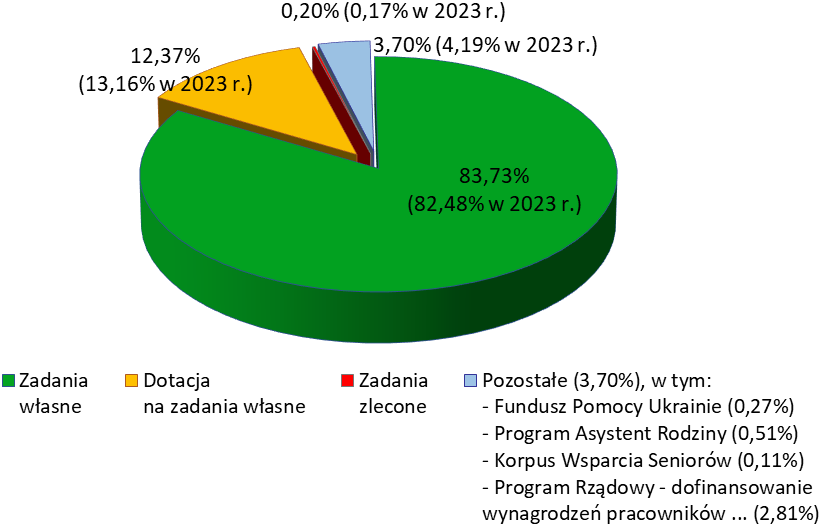 0,20% (0,17% w 2023 r.)
3,70% (4,19% w 2023 r.)
12,37%
(13,16% w 2023 r.)
83,73%
(82,48% w 2023 r.)
Zadania
własne
Dotacja
na zadania własne
Zadania
zlecone
Pozostałe (3,70%), w tym:
- Fundusz Pomocy Ukrainie (0,27%)
- Program Asystent Rodziny (0,51%)
- Korpus Wsparcia Seniorów (0,11%)
- Program Rządowy - dofinansowanie
wynagrodzeń pracowników ... (2,81%)